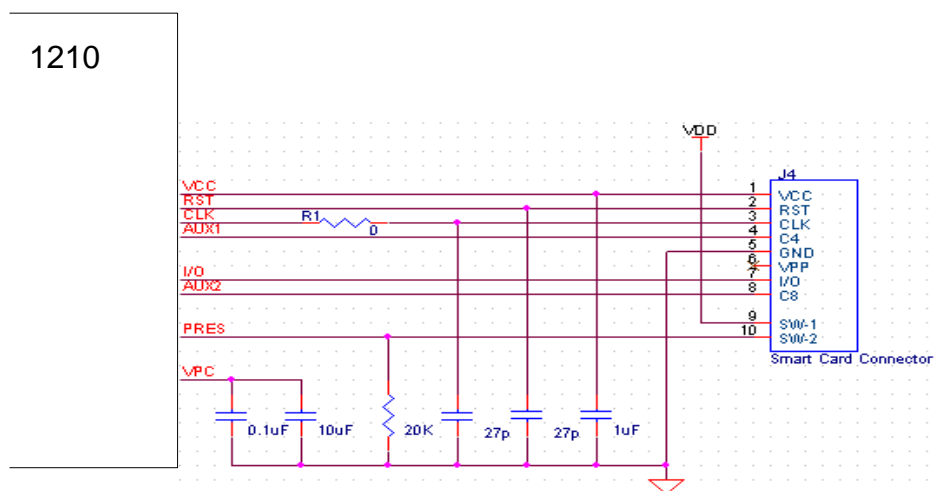 1210
VDD
J4
VCC 1 VCC
RST 2 RST
CLK R1 0 3 CLK
AUX1 4 C4
5 GND
6 VPP
I/O 7 I/O
AUX2 8 C8
9 SW-1
PRES 10 SW-2
Smart Card Connector
VPC
0.1uF 10uF 20K 27p 27p 1uF